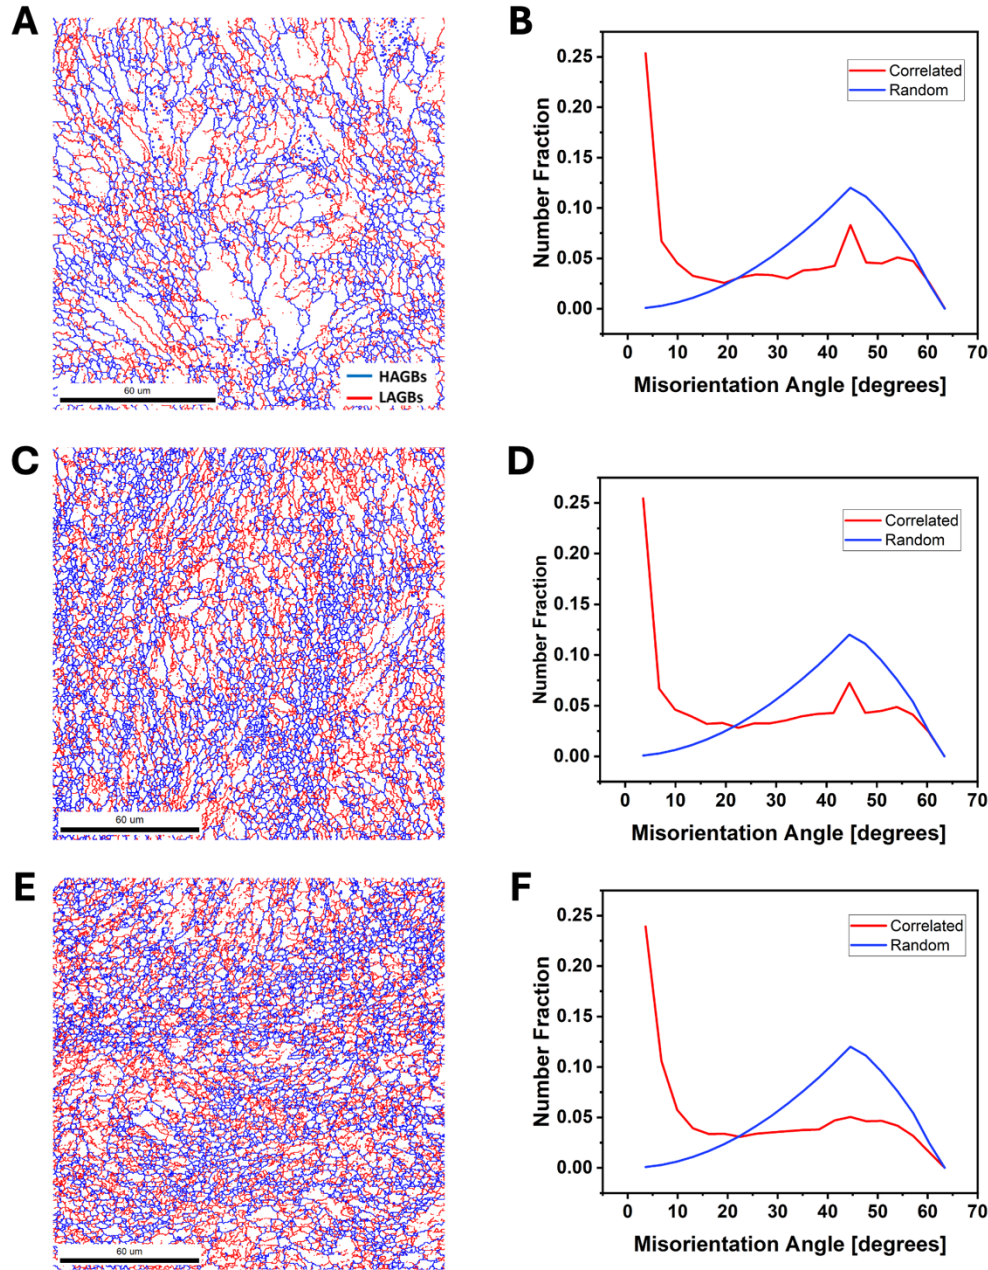 A
HAGBs
LAGBs
60 um
B
Correlated
Random
Number Fraction
0.25
0.20
0.15
0.10
0.05
0.00
0 10 20 30 40 50 60 70
Misorientation Angle [degrees]
C
60 um
D
Correlated
Random
Number Fraction
0.25
0.20
0.15
0.10
0.05
0.00
0 10 20 30 40 50 60 70
Misorientation Angle [degrees]
E
60 um
F
Correlated
Random
Number Fraction
0.25
0.20
0.15
0.10
0.05
0.00
0 10 20 30 40 50 60 70
Misorientation Angle [degrees]